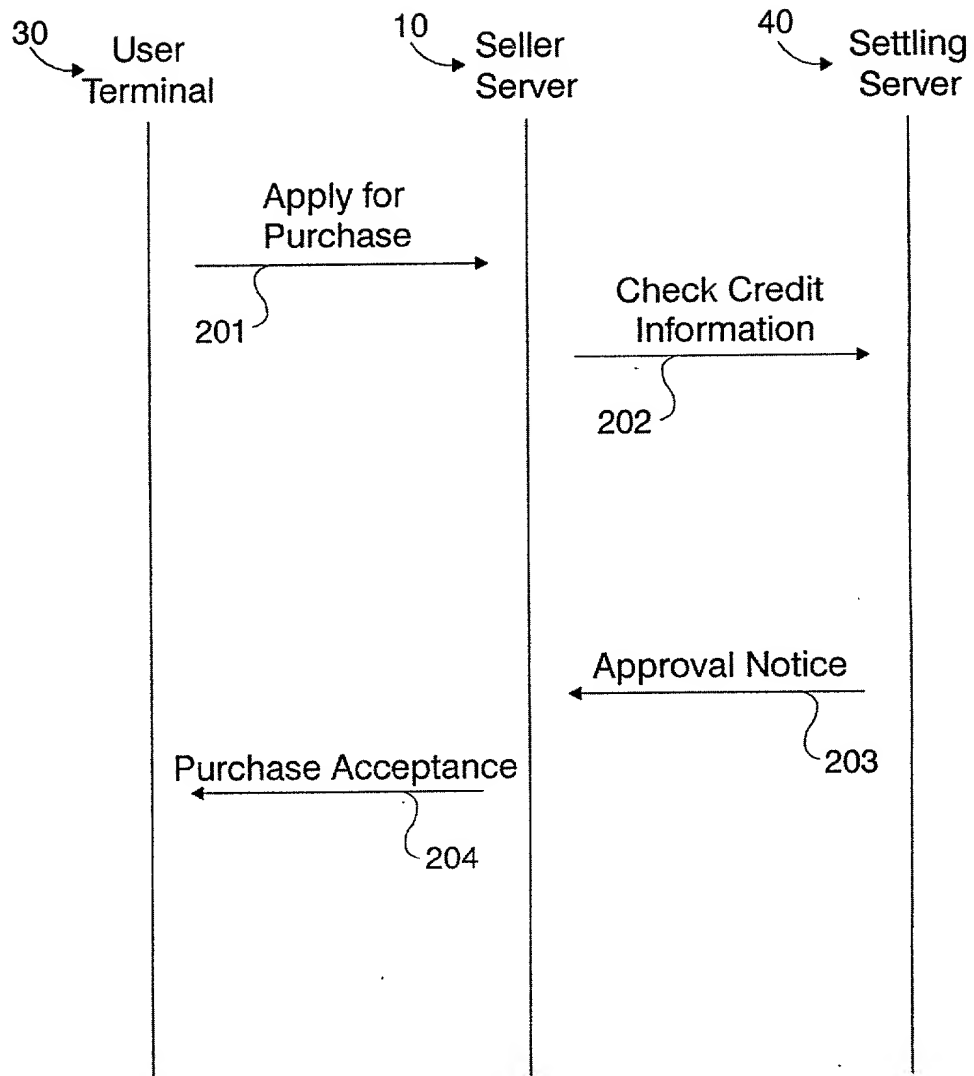 30
User
Terminal
10
Seller
Server
40
Settling
Server
Apply for
Purchase
201
Check Credit
Information
202
Approval Notice
203
Purchase Acceptance
204